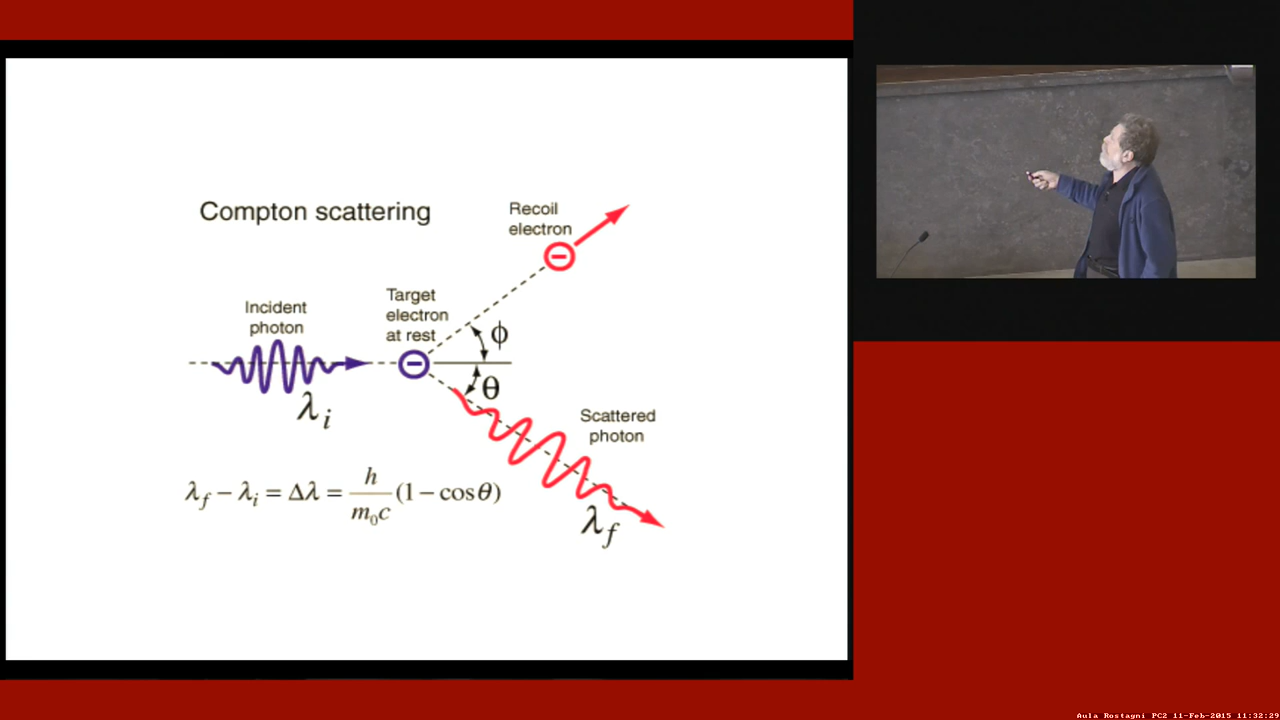 Compton scattering
Recoil
electron
Incident
photon
Target
electron
at rest
ϕ
θ
λi
Scattered
photon
λf − λi = Δλ = h/m0c (1 − cosθ)
λf
Aula Rostagni PC2 11-Feb-2015 11:32:29